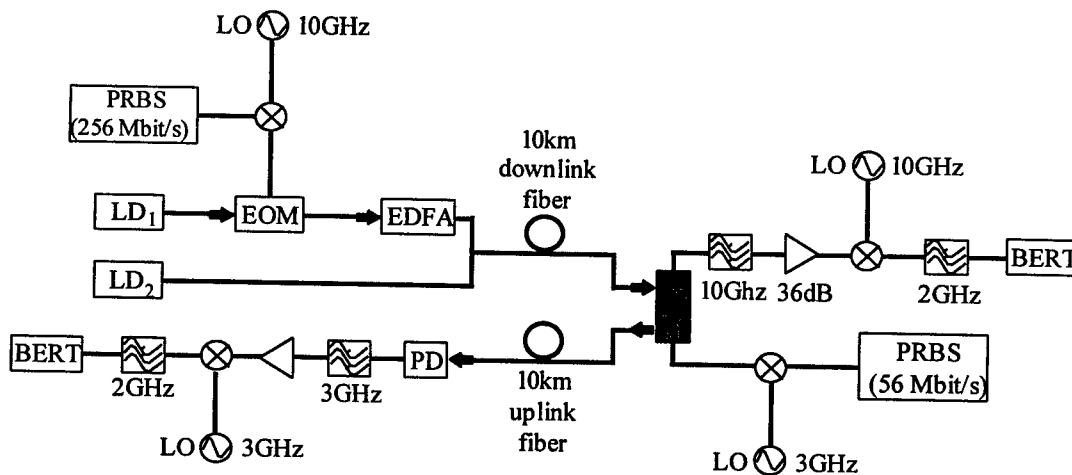 LO 10GHz
PRBS
(256 Mbit/s)
10km
downlink
fiber
LO 10GHz
LD1
EOM
EDFA
LD2
10Ghz
36dB
2GHz
BERT
BERT
2GHz
3GHz
PD
10km
uplink
fiber
PRBS
(56 Mbit/s)
LO 3GHz
LO 3GHz